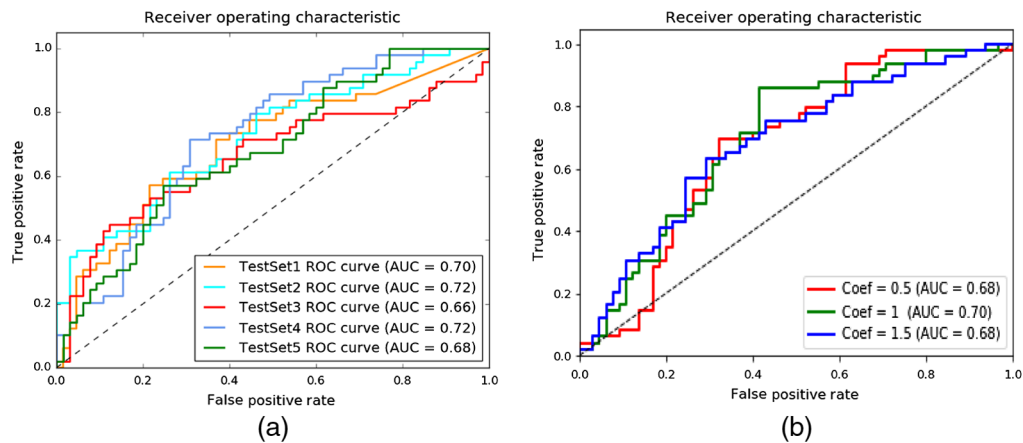 Receiver operating characteristic
1.0
0.8
0.6
0.4
0.2
0.0
True positive rate
TestSet1 ROC curve (AUC = 0.70)
TestSet2 ROC curve (AUC = 0.72)
TestSet3 ROC curve (AUC = 0.66)
TestSet4 ROC curve (AUC = 0.72)
TestSet5 ROC curve (AUC = 0.68)
0.0 0.2 0.4 0.6 0.8 1.0
False positive rate
(a)
Receiver operating characteristic
1.0
0.8
0.6
0.4
0.2
0.0
True positive rate
Coef = 0.5 (AUC = 0.68)
Coef = 1 (AUC = 0.70)
Coef = 1.5 (AUC = 0.68)
0.0 0.2 0.4 0.6 0.8 1.0
False positive rate
(b)